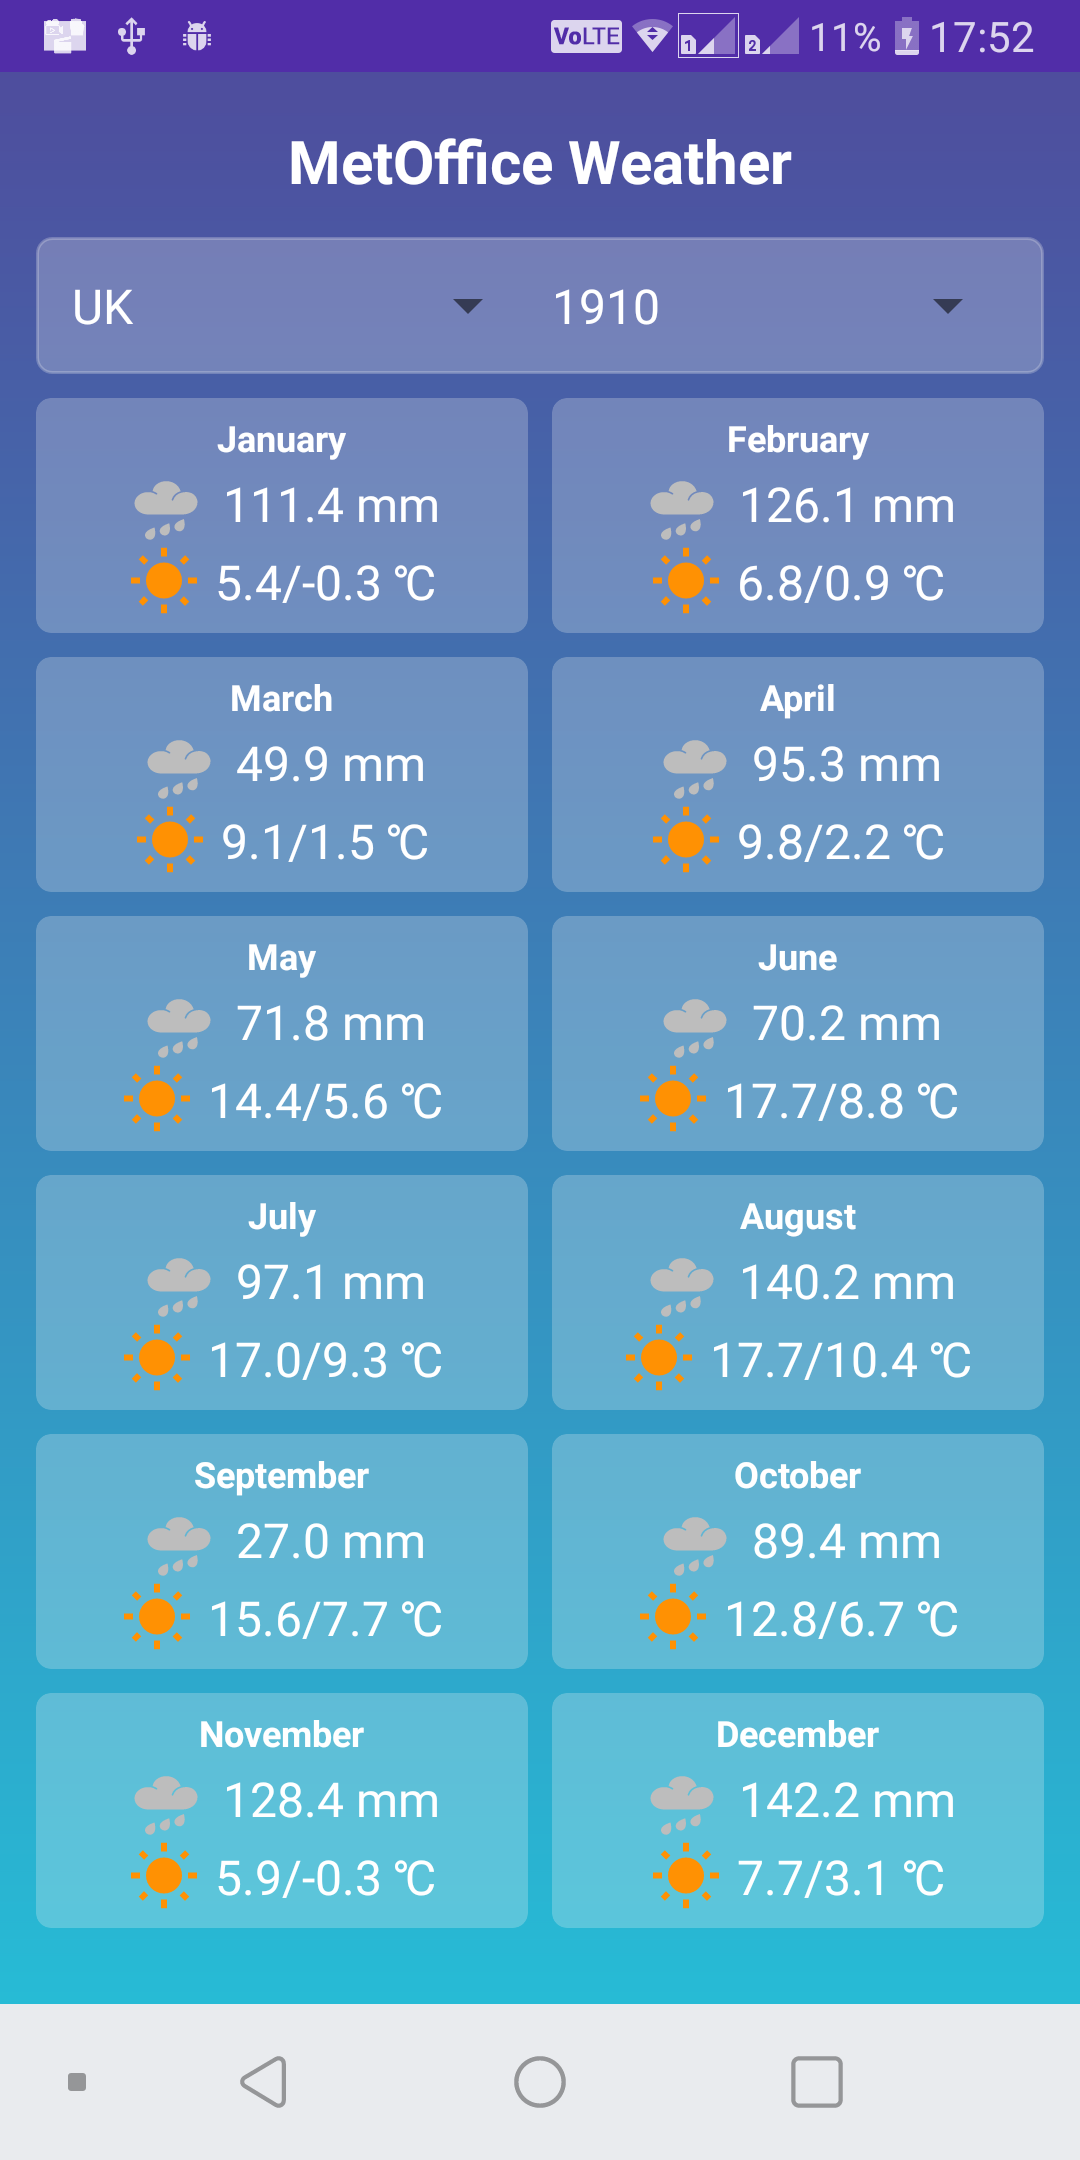 VoLTE 1 2 11% 17:52
MetOffice Weather
UK 1910
January February
111.4 mm 126.1 mm
5.4/-0.3 ℃ 6.8/0.9 ℃
March April
49.9 mm 95.3 mm
9.1/1.5 ℃ 9.8/2.2 ℃
May June
71.8 mm 70.2 mm
14.4/5.6 ℃ 17.7/8.8 ℃
July August
97.1 mm 140.2 mm
17.0/9.3 ℃ 17.7/10.4 ℃
September October
27.0 mm 89.4 mm
15.6/7.7 ℃ 12.8/6.7 ℃
November December
128.4 mm 142.2 mm
5.9/-0.3 ℃ 7.7/3.1 ℃